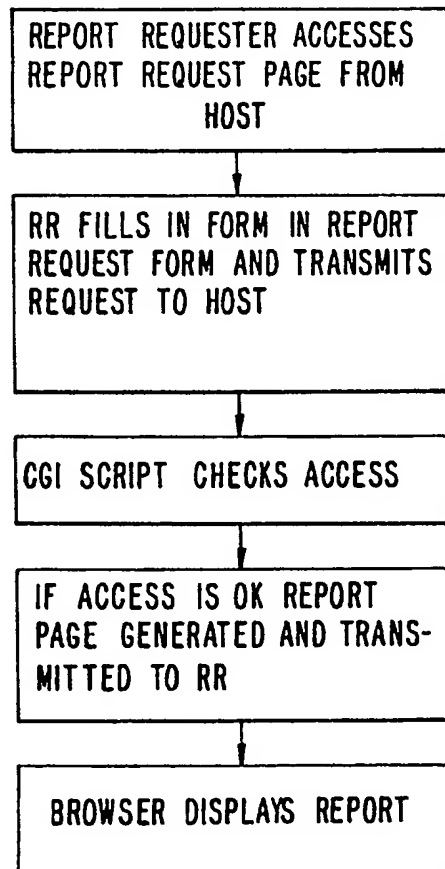 REPORT REQUESTER ACCESSES
REPORT REQUEST PAGE FROM
HOST
RR FILLS IN FORM IN REPORT
REQUEST FORM AND TRANSMITS
REQUEST TO HOST
CGI SCRIPT CHECKS ACCESS
IF ACCESS IS OK REPORT
PAGE GENERATED AND TRANS-
MITTED TO RR
BROWSER DISPLAYS REPORT